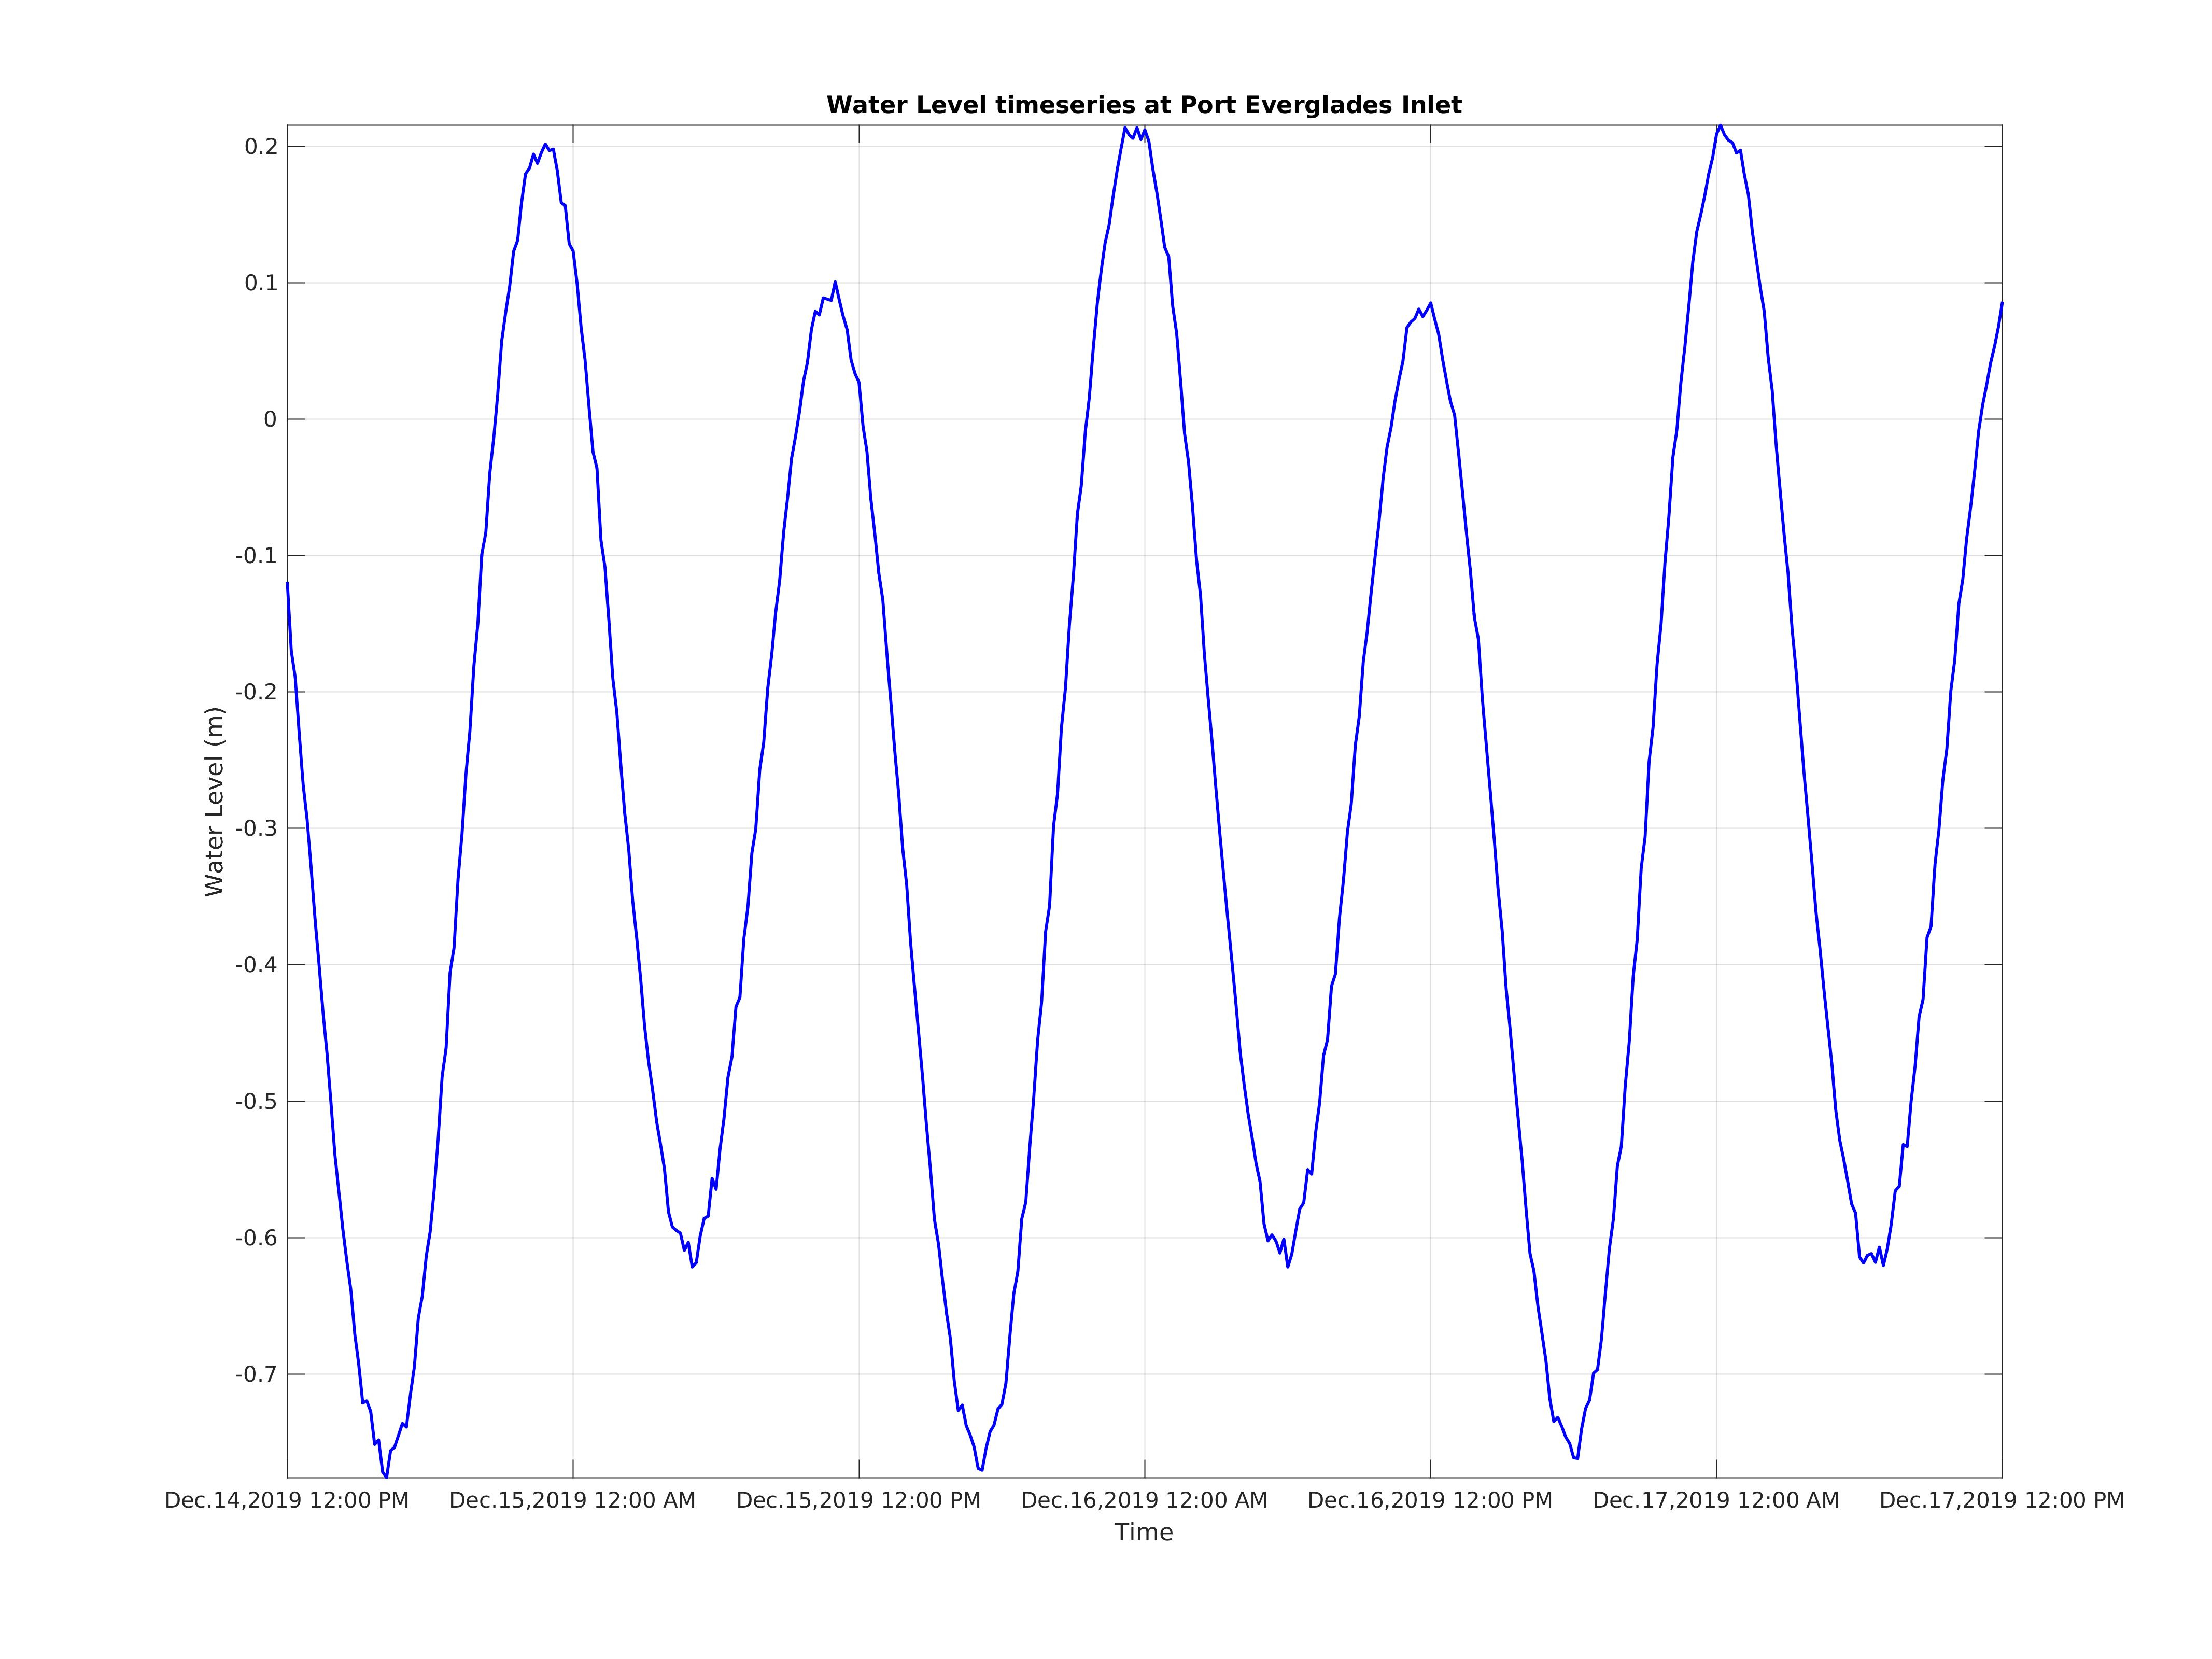 Water Level timeseries at Port Everglades Inlet
Water Level (m)
0.2
0.1
0
-0.1
-0.2
-0.3
-0.4
-0.5
-0.6
-0.7
Dec.14,2019 12:00 PM
Dec.15,2019 12:00 AM
Dec.15,2019 12:00 PM
Dec.16,2019 12:00 AM
Dec.16,2019 12:00 PM
Dec.17,2019 12:00 AM
Dec.17,2019 12:00 PM
Time